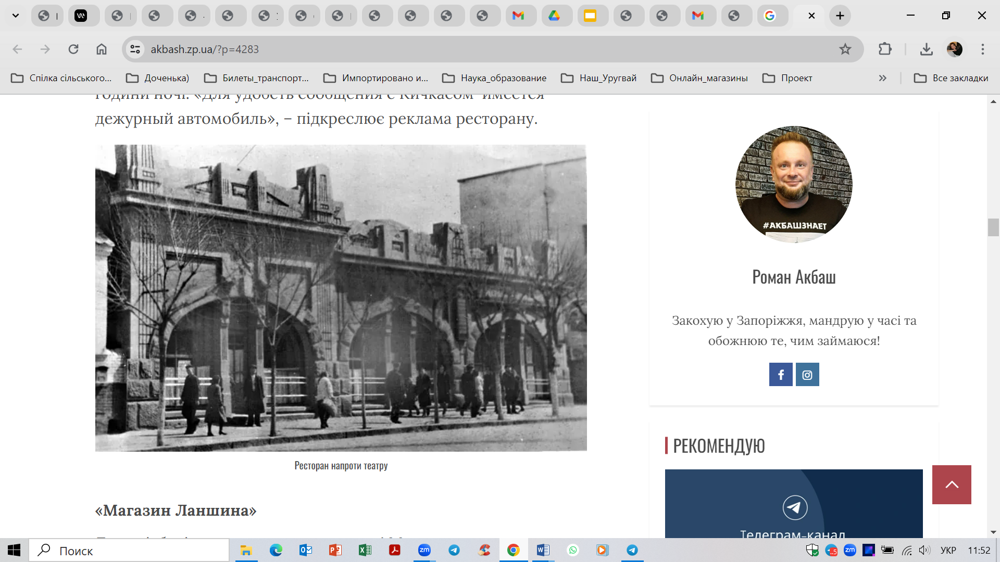 akbash.zp.ua/?p=4283
Спілка сільського...
Доченька)
Билеты_транспорт...
Импортировано и...
Наука_образование
Наш_Уругвай
Онлайн_магазины
Проект
»
Все закладки
години ночі. «Для удобств сообщения с Кичкасом имеется
дежурный автомобиль», – підкреслює реклама ресторану.
Ресторан напроти театру
«Магазин Ланшина»
#АКБАШЗНАЕТ
Роман Акбаш
Закохую у Запоріжжя, мандрую у часі та
обожнюю те, чим займаюся!
РЕКОМЕНДУЮ
Телеграм-канал
Поиск
УКР
11:52